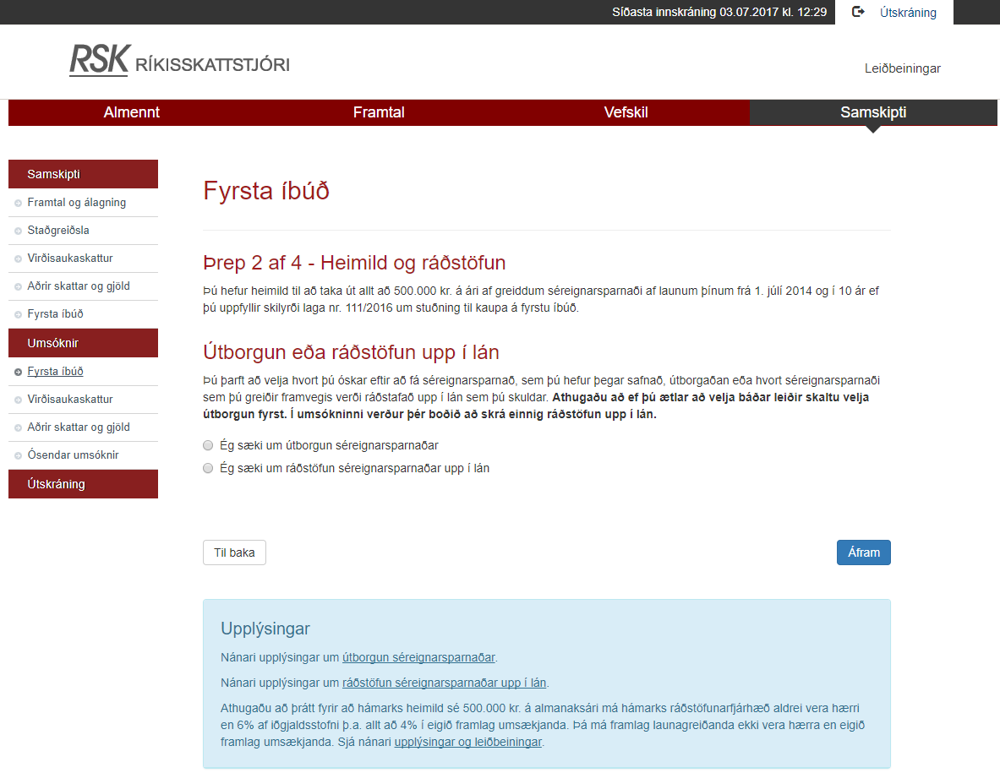 Síðasta innskráning 03.07.2017 kl. 12:29
Útskráning
RSK RÍKISSKATTSTJÓRI
Leiðbeiningar
Almennt
Framtal
Vefskil
Samskipti
Samskipti
Framtal og álagning
Staðgreiðsla
Virðisaukaskattur
Aðrir skattar og gjöld
Fyrsta íbúð
Umsóknir
Fyrsta íbúð
Virðisaukaskattur
Aðrir skattar og gjöld
Ósendar umsóknir
Útskráning
Fyrsta íbúð
Þrep 2 af 4 - Heimild og ráðstöfun
Þú hefur heimild til að taka út allt að 500.000 kr. á ári af greiddum séreignarsparnaði af launum þínum frá 1. júlí 2014 og í 10 ár ef
þú uppfyllir skilyrði laga nr. 111/2016 um stuðning til kaupa á fyrstu íbúð.
Útborgun eða ráðstöfun upp í lán
Þú þarft að velja hvort þú óskar eftir að fá séreignarsparnað, sem þú hefur þegar safnað, útborgaðan eða hvort séreignarsparnaði
sem þú greiðir framvegis verði ráðstafað upp í lán sem þú skuldar. Athugaðu að ef þú ætlar að velja báðar leiðir skaltu velja
útborgun fyrst. Í umsókninni verður þér boðið að skrá einnig ráðstöfun upp í lán.
Ég sæki um útborgun séreignarsparnaðar
Ég sæki um ráðstöfun séreignarsparnaðar upp í lán
Til baka
Áfram
Upplýsingar
Nánari upplýsingar um útborgun séreignarsparnaðar.
Nánari upplýsingar um ráðstöfun séreignarsparnaðar upp í lán.
Athugaðu að þrátt fyrir að hámarks heimild sé 500.000 kr. á almanaksári má hámarks ráðstöfunarfjárhæð aldrei vera hærri
en 6% af iðgjaldsstofni þ.a. allt að 4% í eigið framlag umsækjanda. Þá má framlag launagreiðanda ekki vera hærra en eigið
framlag umsækjanda. Sjá nánari upplýsingar og leiðbeiningar.